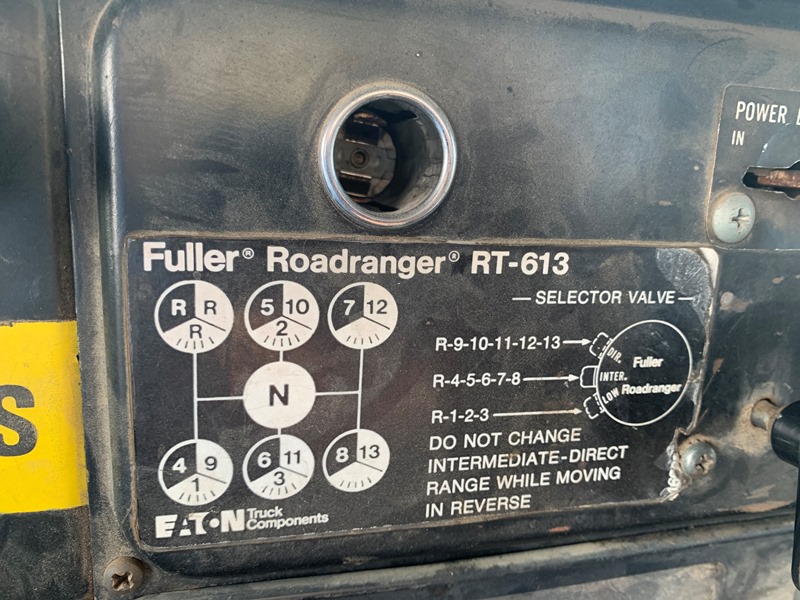 POWER
IN
Fuller® Roadranger® RT-613
R R
R
5 10
2
7 12
N
4 9
1
6 11
3
8 13
— SELECTOR VALVE —
R-9-10-11-12-13
R-4-5-6-7-8
R-1-2-3
DIR.
INTER.
LOW
Fuller
Roadranger
DO NOT CHANGE
INTERMEDIATE-DIRECT
RANGE WHILE MOVING
IN REVERSE
EATON Truck
Components
S